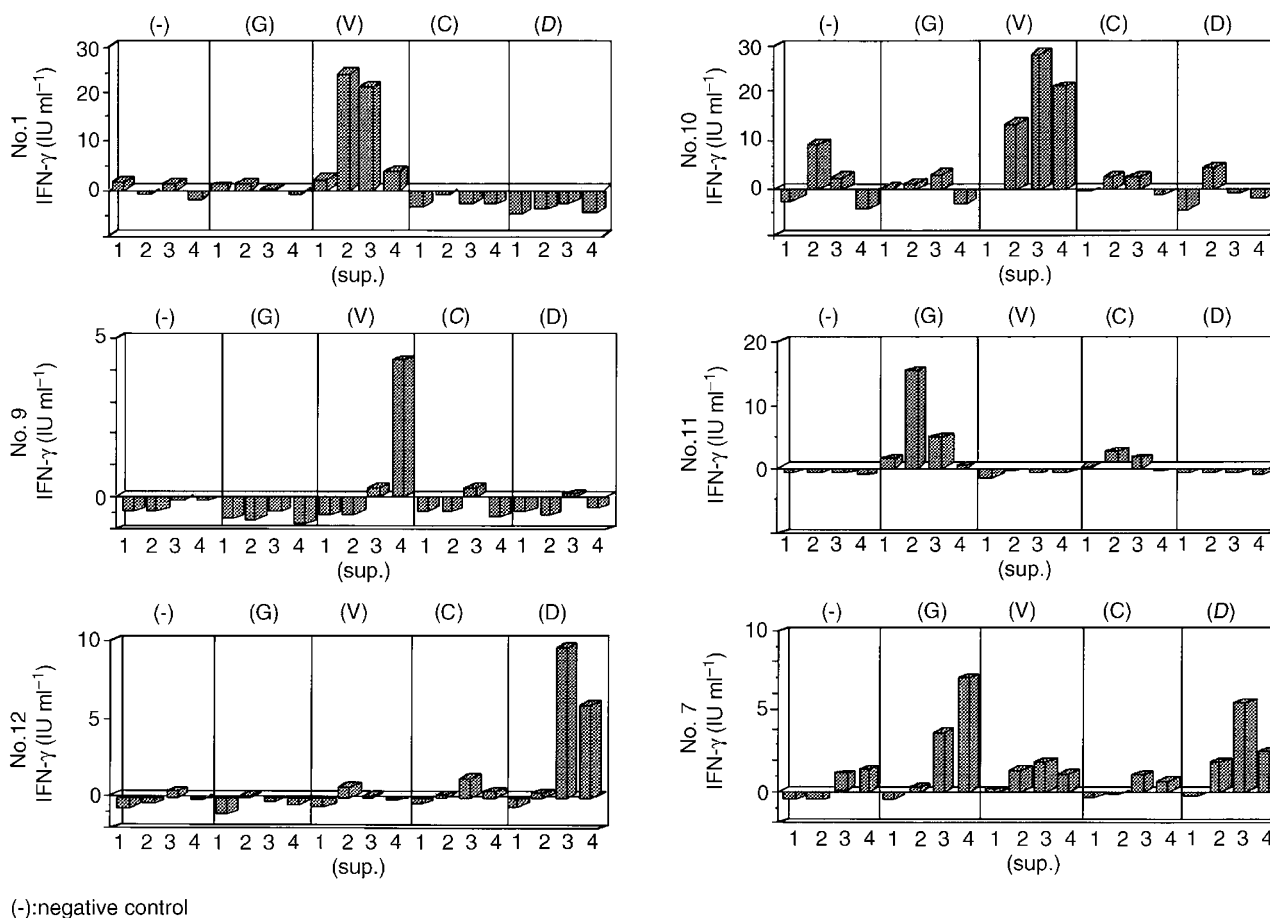 (-) (G) (V) (C) (D)
No.1
IFN-γ (IU ml⁻¹)
30
20
10
0
1 2 3 4 1 2 3 4 1 2 3 4 1 2 3 4 1 2 3 4
(sup.)
(-) (G) (V) (C) (D)
No.10
IFN-γ (IU ml⁻¹)
30
20
10
0
1 2 3 4 1 2 3 4 1 2 3 4 1 2 3 4 1 2 3 4
(sup.)
(-) (G) (V) (C) (D)
No. 9
IFN-γ (IU ml⁻¹)
5
0
1 2 3 4 1 2 3 4 1 2 3 4 1 2 3 4 1 2 3 4
(sup.)
(-) (G) (V) (C) (D)
No.11
IFN-γ (IU ml⁻¹)
20
10
0
1 2 3 4 1 2 3 4 1 2 3 4 1 2 3 4 1 2 3 4
(sup.)
(-) (G) (V) (C) (D)
No.12
IFN-γ (IU ml⁻¹)
10
5
0
1 2 3 4 1 2 3 4 1 2 3 4 1 2 3 4 1 2 3 4
(sup.)
(-) (G) (V) (C) (D)
No. 7
IFN-γ (IU ml⁻¹)
10
5
0
1 2 3 4 1 2 3 4 1 2 3 4 1 2 3 4 1 2 3 4
(sup.)
(-):negative control